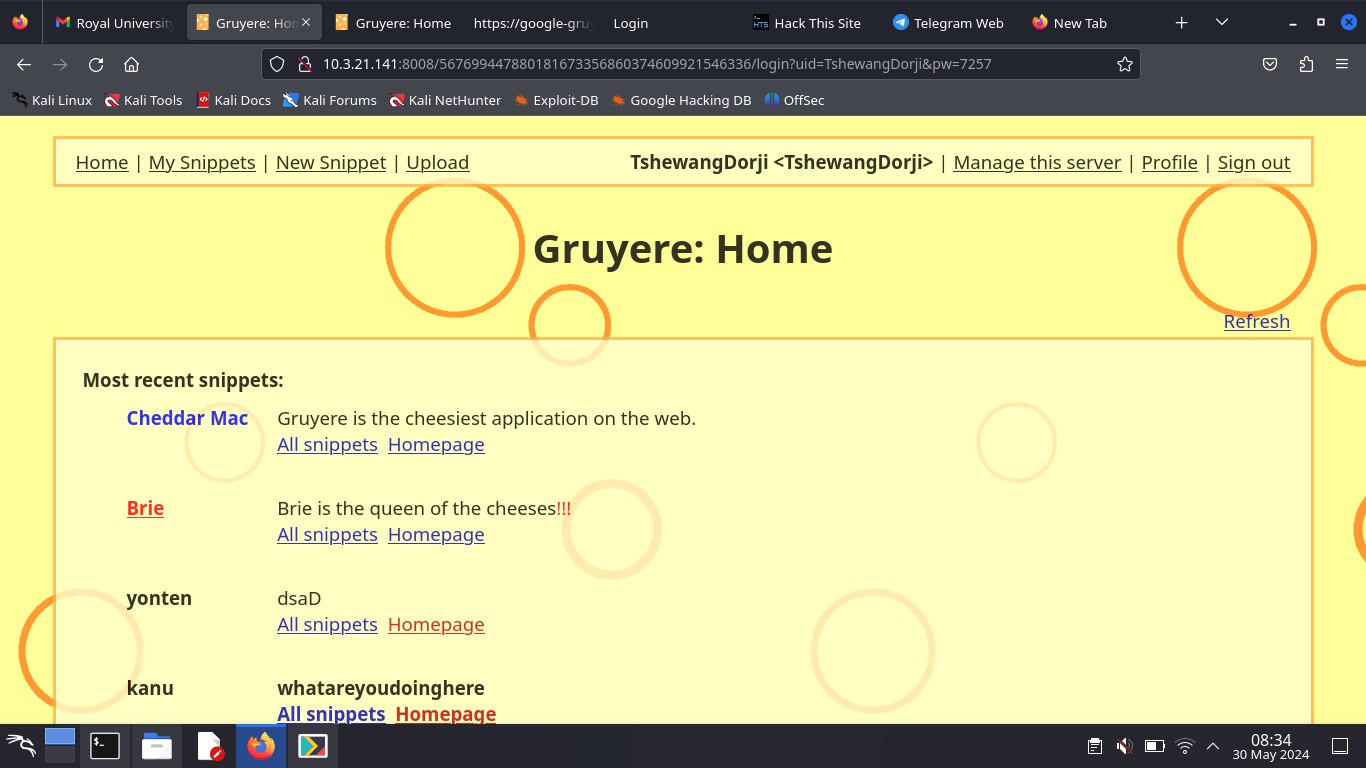 Royal University
Gruyere: Hom
Gruyere: Home
https://google-gru
Login
HTS
Hack This Site
Telegram Web
New Tab
10.3.21.141:8008/567699447880181673356860374609921546336/login?uid=TshewangDorji&pw=7257
Kali Linux Kali Tools Kali Docs Kali Forums Kali NetHunter Exploit-DB Google Hacking DB OffSec
Home | My Snippets | New Snippet | Upload TshewangDorji <TshewangDorji> | Manage this server | Profile | Sign out
Gruyere: Home
Refresh
Most recent snippets:
Cheddar Mac Gruyere is the cheesiest application on the web.
All snippets Homepage
Brie Brie is the queen of the cheeses!!!
All snippets Homepage
yonten dsaD
All snippets Homepage
kanu whatareyoudoinghere
All snippets Homepage
08:34
30 May 2024